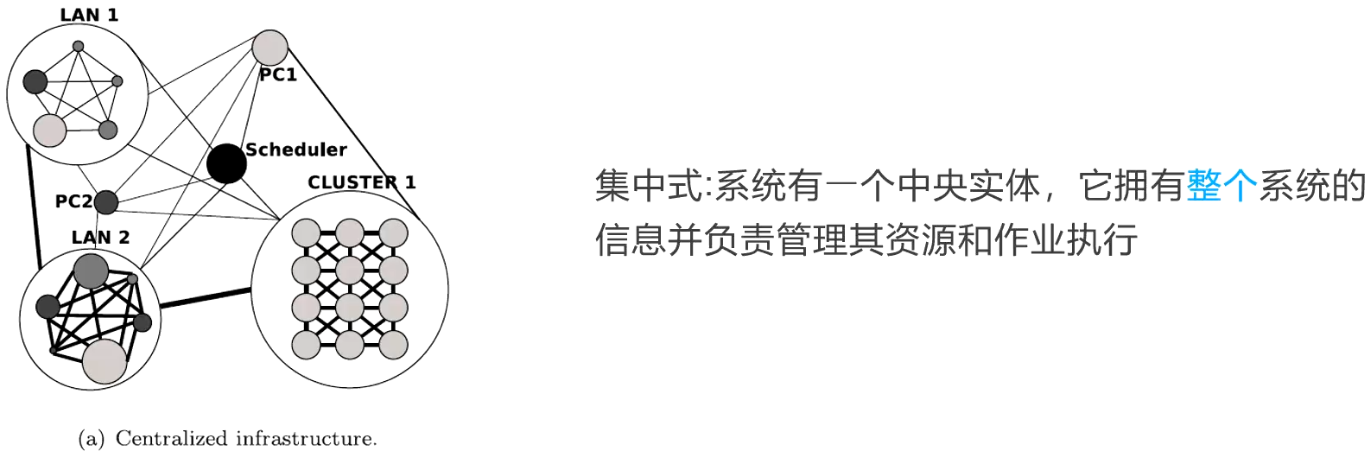 LAN 1
PC1
Scheduler
CLUSTER 1
PC2
LAN 2
(a) Centralized infrastructure.
集中式:系统有一个中央实体，它拥有整个系统的
信息并负责管理其资源和作业执行